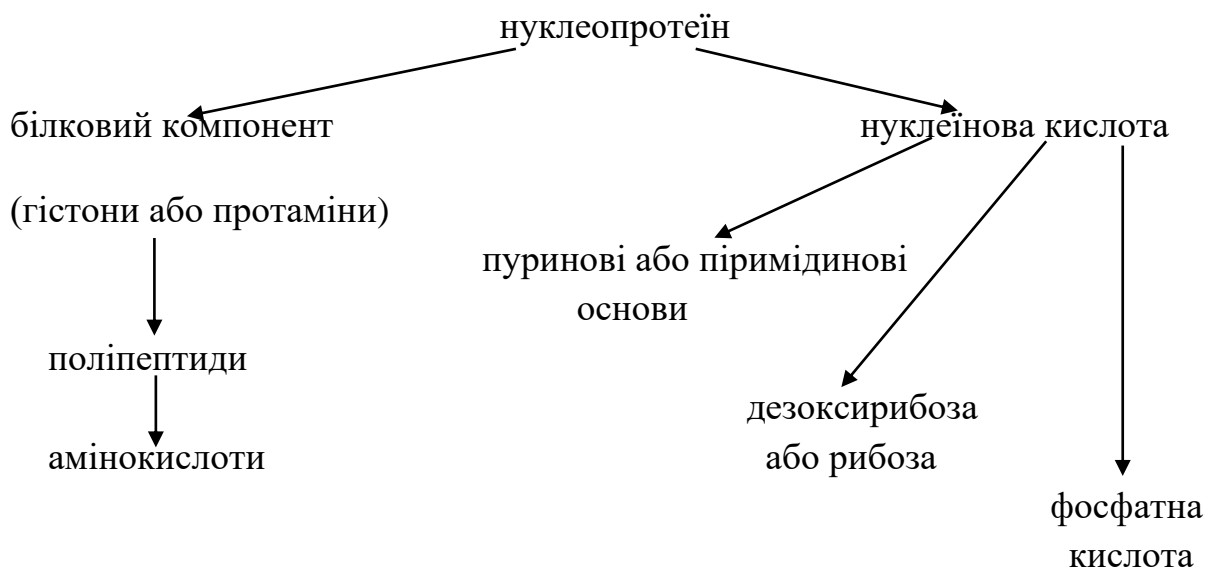 нуклеопротеїн
білковий компонент
нуклеїнова кислота
(гістони або протаміни)
пуринові або піримідинові
основи
поліпептиди
дезоксирибоза
або рибоза
амінокислоти
фосфатна
кислота